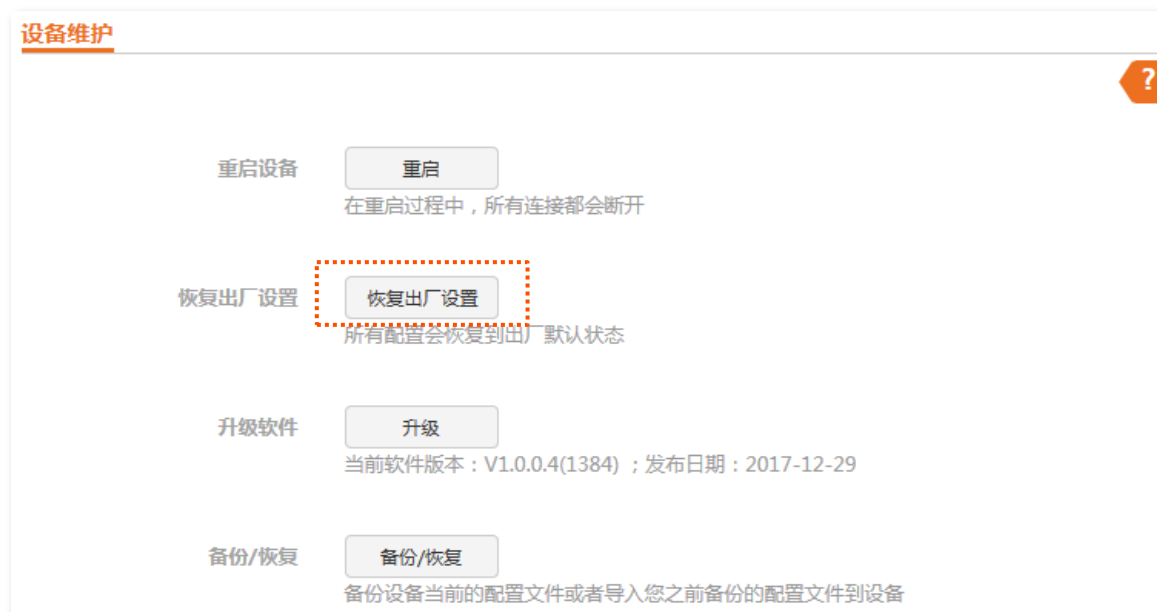 设备维护
?
重启设备 重启
在重启过程中，所有连接都会断开
恢复出厂设置 恢复出厂设置
所有配置会恢复到出厂默认状态
升级软件 升级
当前软件版本：V1.0.0.4(1384) ；发布日期：2017-12-29
备份/恢复 备份/恢复
备份设备当前的配置文件或者导入您之前备份的配置文件到设备